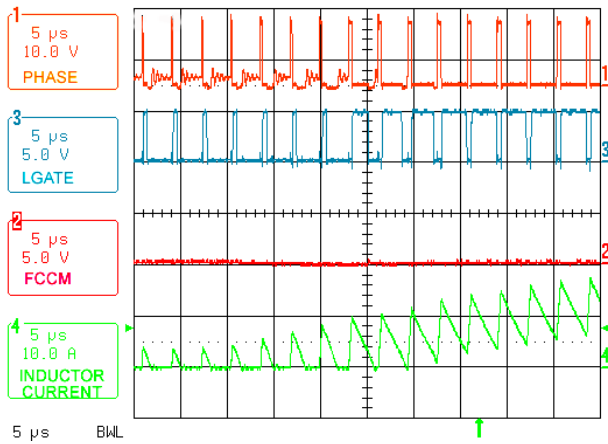 1
5 µs
10.0 V
PHASE
1
3
5 µs
5.0 V
LGATE
3
2
5 µs
5.0 V
FCCM
2
4
5 µs
10.0 A
INDUCTOR
CURRENT
4
5 µs BWL